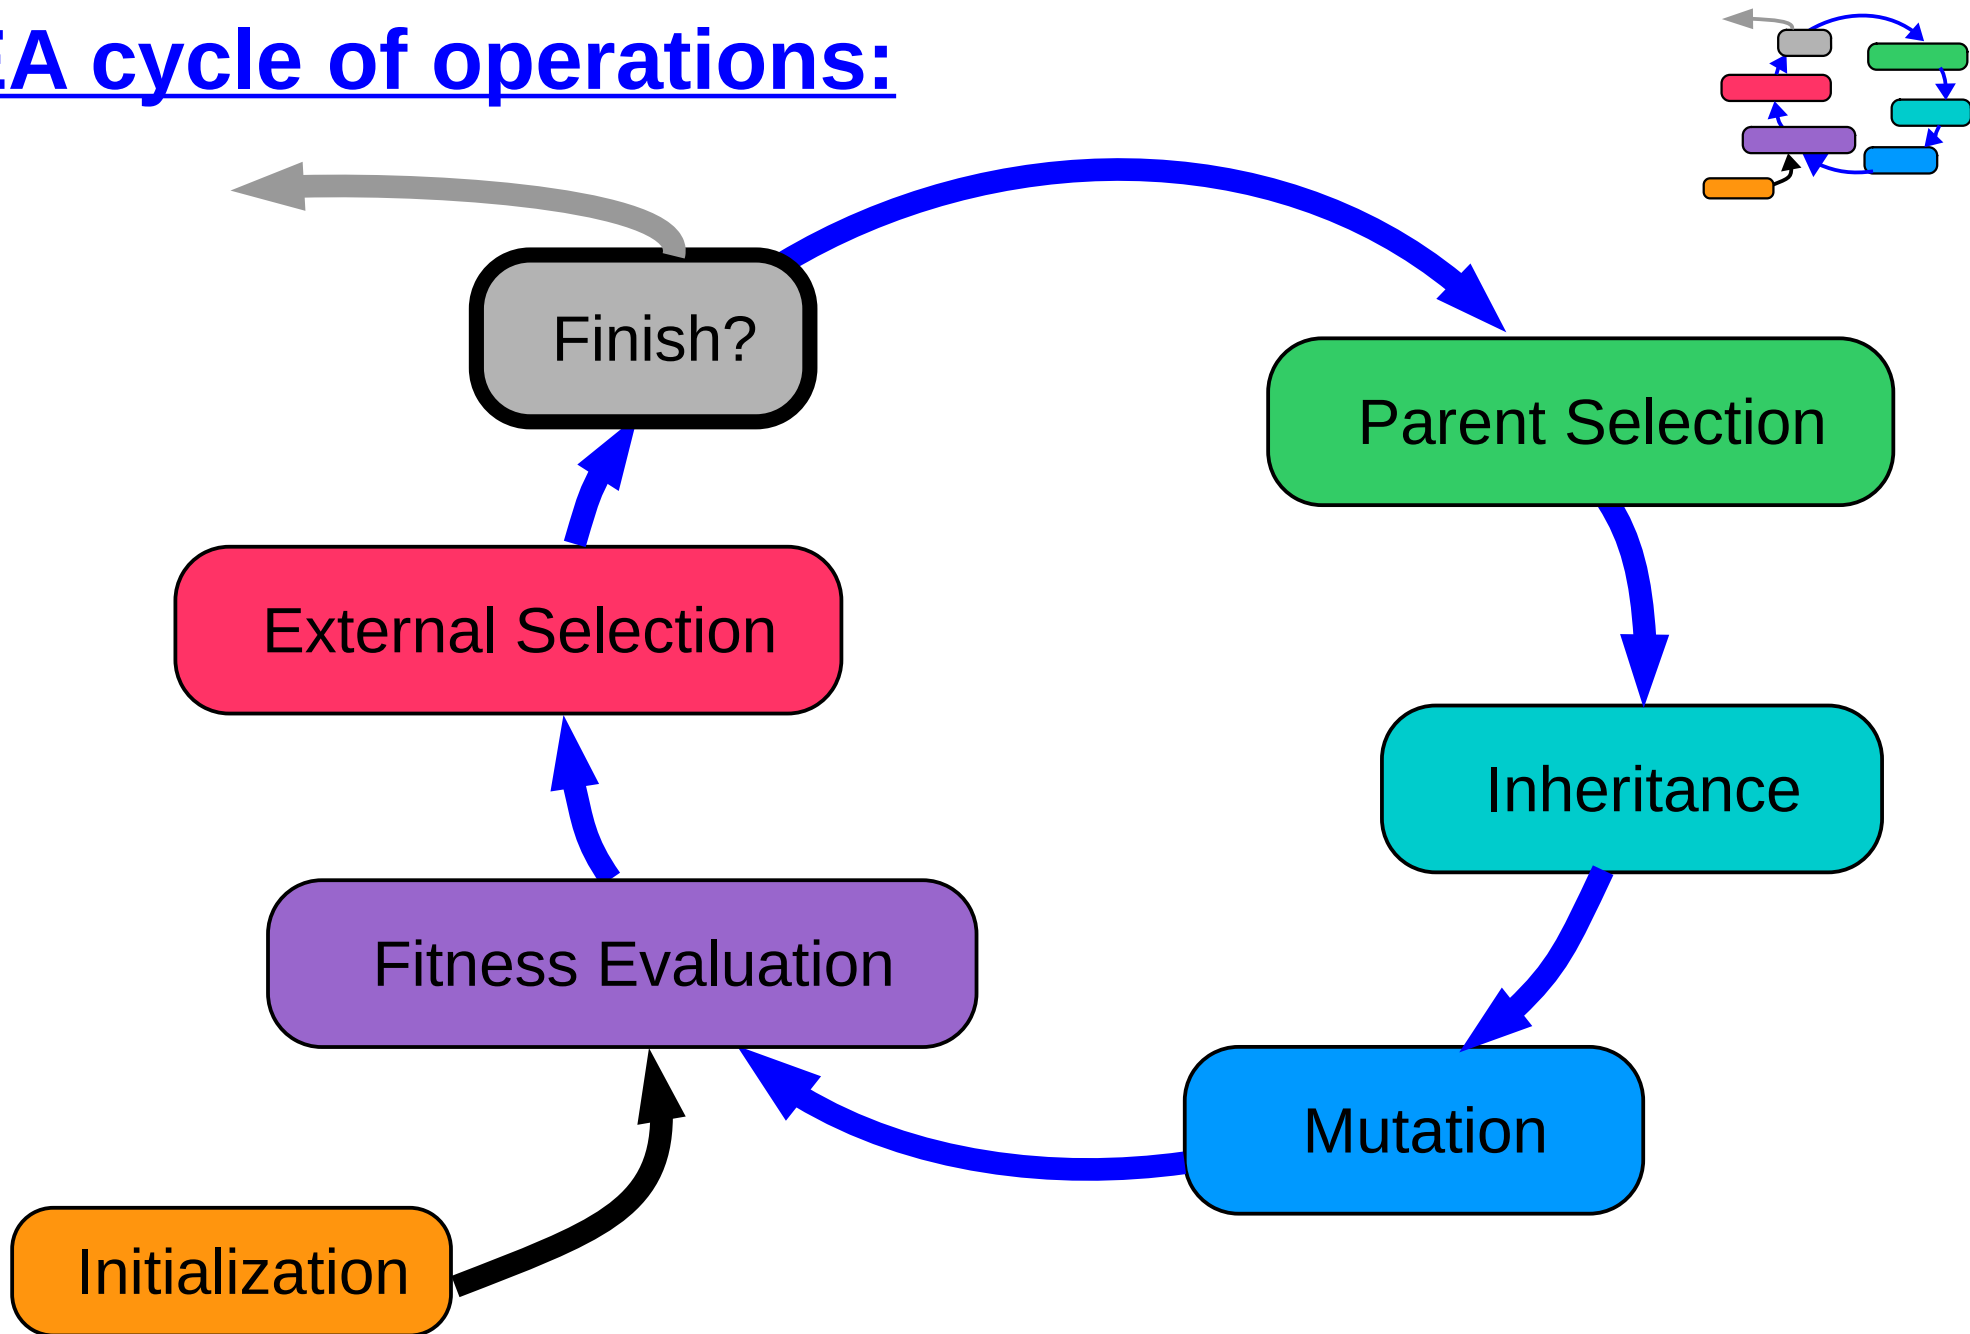 EA cycle of operations:
Finish?
Parent Selection
External Selection
Inheritance
Fitness Evaluation
Mutation
Initialization